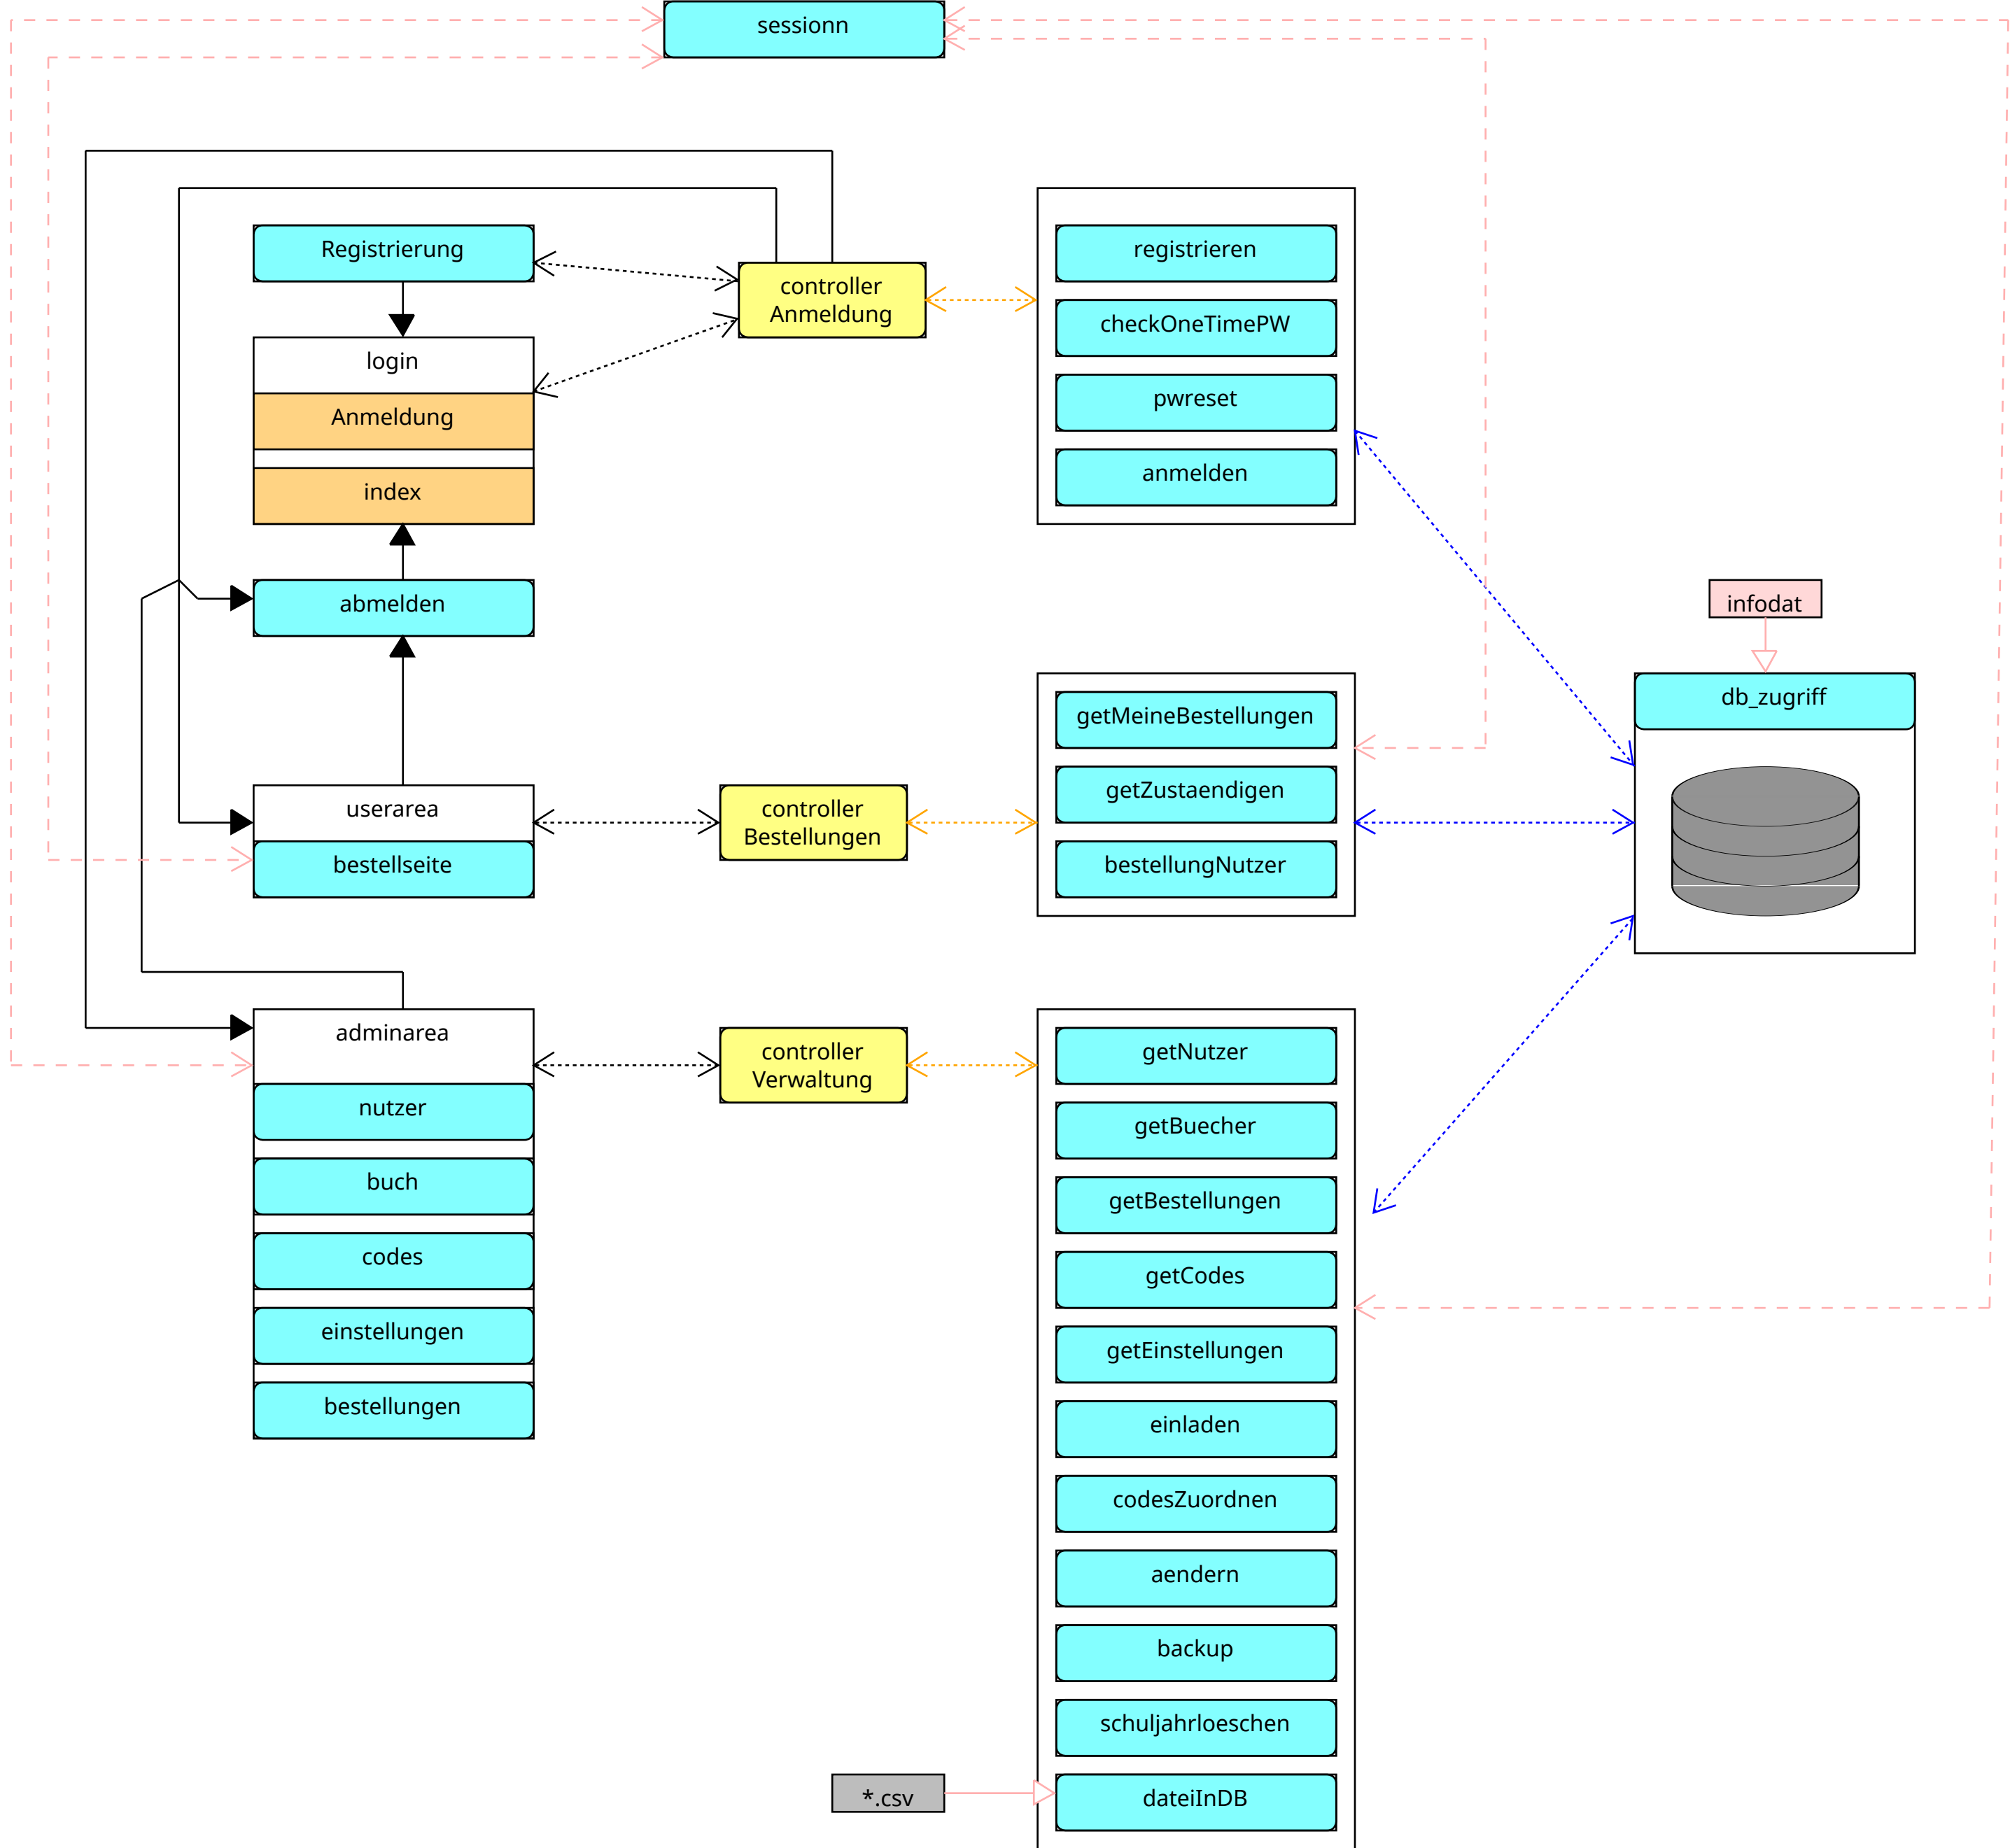 sessionn
Registrierung
controller
Anmeldung
registrieren
checkOneTimePW
pwreset
anmelden
login
Anmeldung
index
abmelden
infodat
db_zugriff
userarea
bestellseite
controller
Bestellungen
getMeineBestellungen
getZustaendigen
bestellungNutzer
adminarea
nutzer
buch
codes
einstellungen
bestellungen
controller
Verwaltung
getNutzer
getBuecher
getBestellungen
getCodes
getEinstellungen
einladen
codesZuordnen
aendern
backup
schuljahrloeschen
*.csv
dateiInDB